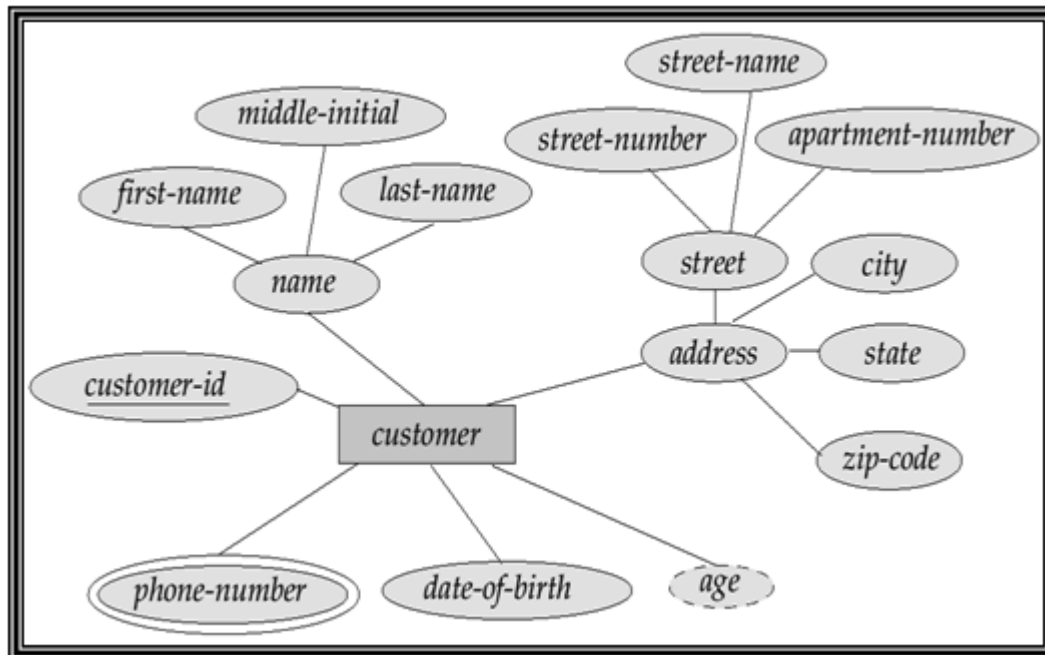 street-name
middle-initial
street-number
apartment-number
first-name
last-name
name
street
city
address
state
customer-id
customer
zip-code
phone-number
date-of-birth
age